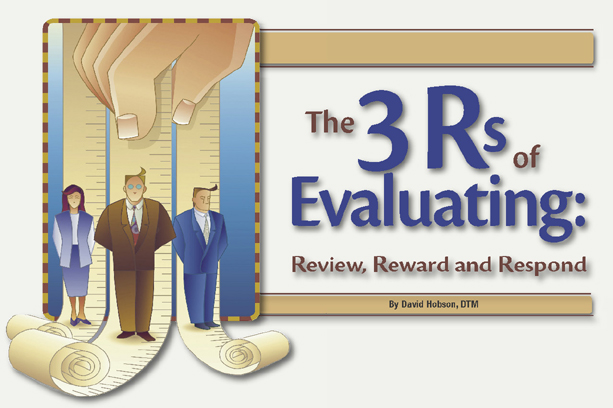 The 3 Rs of
Evaluating:
Review, Reward and Respond
By David Hobson, DTM